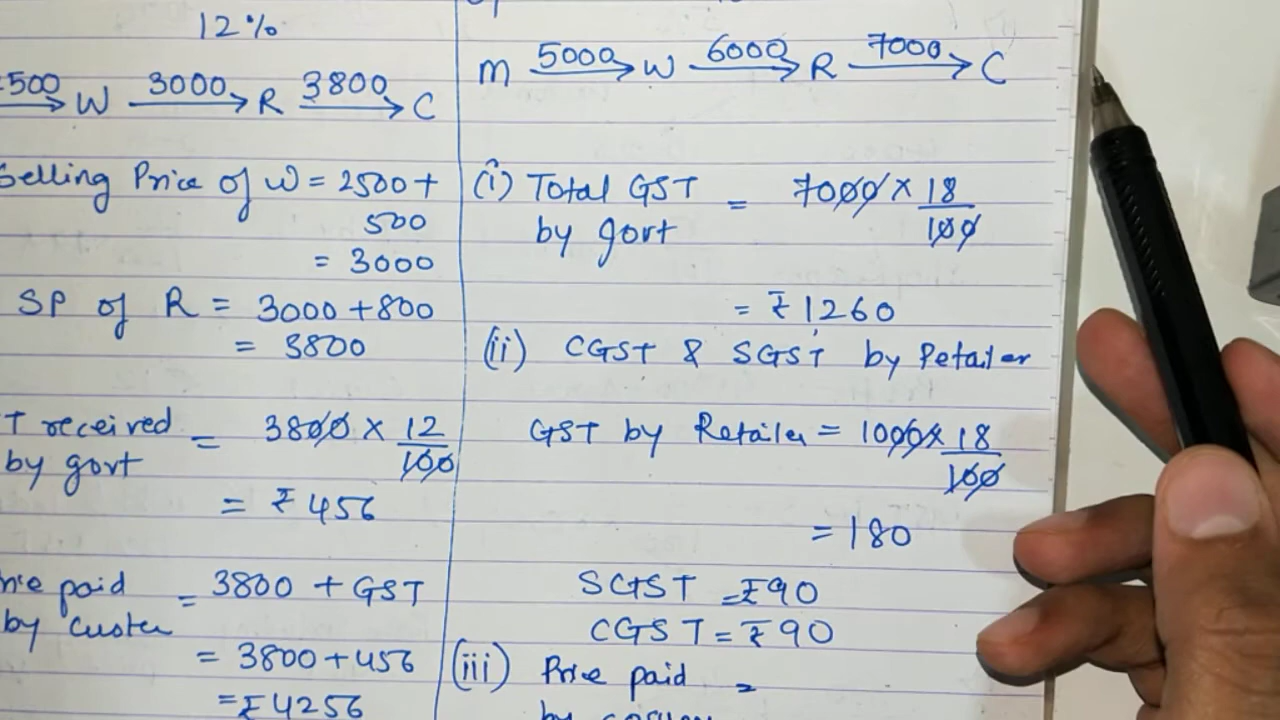 12%
500 W 3000 R 3800 C
Selling Price of W = 2500 +
500
= 3000
SP of R = 3000 + 800
= 3800
T received by govt = 3800 × 12/100
= ₹ 456
paid by = 3800 + GST
= 3800 + 456
= ₹ 4256
M 5000 W 6000 R 7000 C
(i) Total GST by govt = 7000 × 18/100
= ₹ 1260
(ii) CGST & SGST by Retailer
GST by Retailer = 1000 × 18/100
= 180
SGST = ₹ 90
CGST = ₹ 90
(iii) Price paid =
by